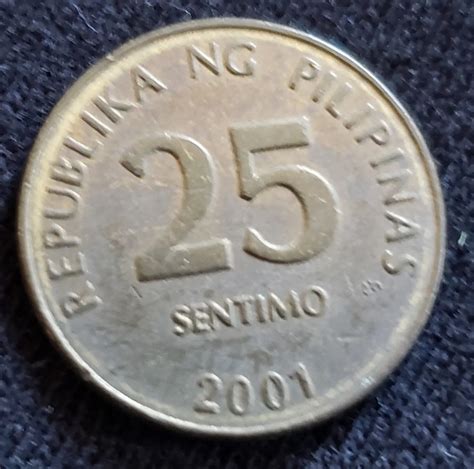 REPUBLIKA NG PILIPINAS
25
SENTIMO
2001